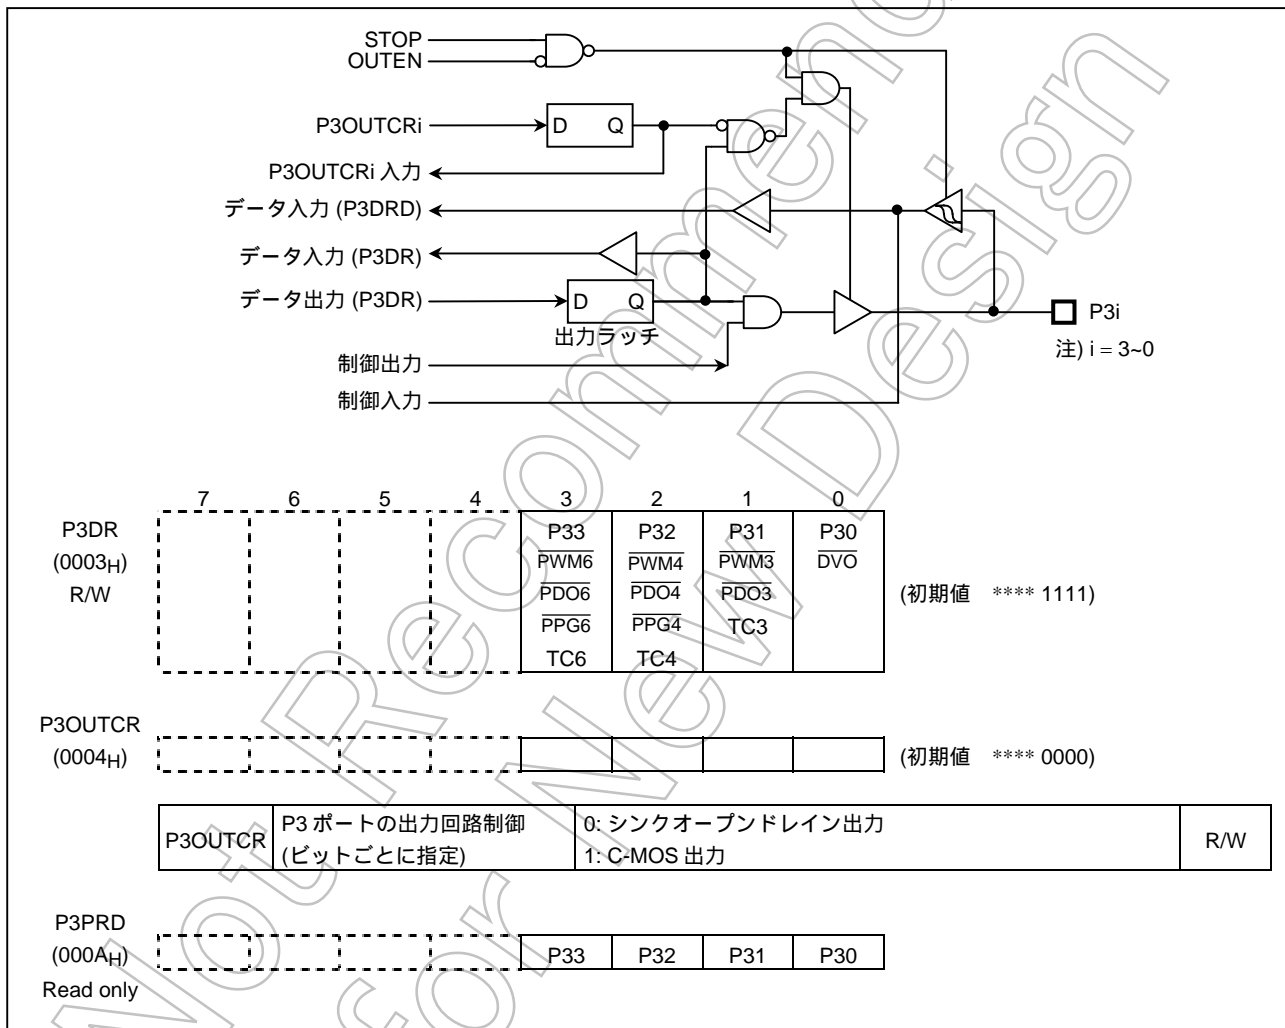 STOP
OUTEN
P3OUTCRi
D Q
P3OUTCRi 入力
データ入力 (P3DRD)
データ入力 (P3DR)
データ出力 (P3DR)
D Q
出力ラッチ
P3i
注) i = 3~0
制御出力
制御入力
7 6 5 4 3 2 1 0
P3DR
(0003H)
R/W
P33 P32 P31 P30
PWM6 PWM4 PWM3 DVO
PDO6 PDO4 PDO3
PPG6 PPG4 TC3
TC6 TC4
(初期値 **** 1111)
P3OUTCR
(0004H)
(初期値 **** 0000)
P3OUTCR
P3 ポートの出力回路制御
(ビットごとに指定)
0: シンクオープンドレイン出力
1: C-MOS 出力
R/W
P3PRD
(000AH)
Read only
P33 P32 P31 P30
Not Recommended
for New Design